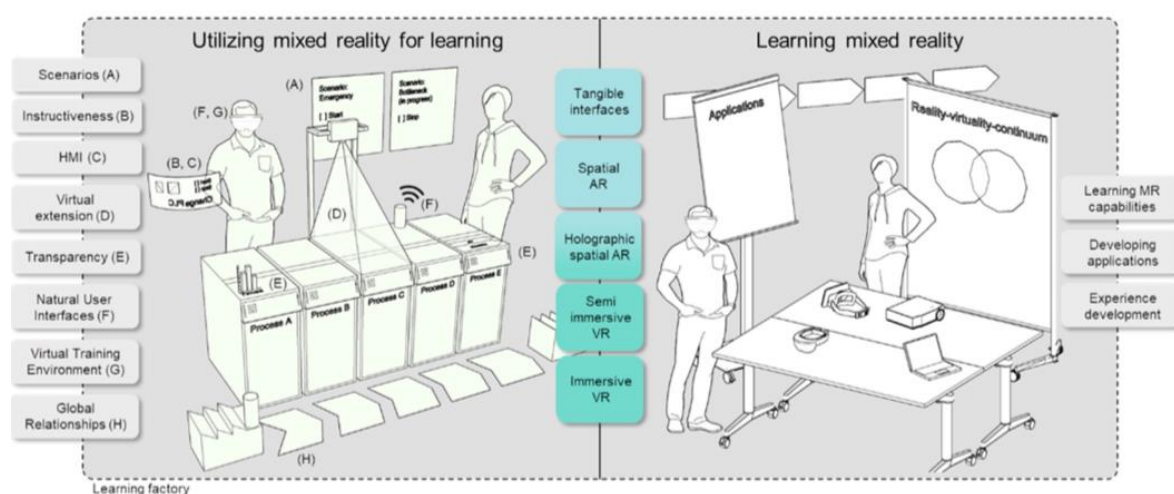 Utilizing mixed reality for learning
Learning mixed reality
Scenarios (A)
Instructiveness (B)
HMI (C)
Virtual
extension (D)
Transparency (E)
Natural User
Interfaces (F)
Virtual Training
Environment (G)
Global
Relationships (H)
(A)
Scenario:
Emergency
[ ] Start
Scenario:
Bottleneck
(in progress)
[ ] Stop
(F, G)
(B, C)
Changing PLC
(D)
(F)
(E)
(E)
Process A
Process B
Process C
Process D
Process E
(H)
Tangible
interfaces
Spatial
AR
Holographic
spatial AR
Semi
immersive
VR
Immersive
VR
Applications
Reality-virtuality-continuum
Learning MR
capabilities
Developing
applications
Experience
development
Learning factory